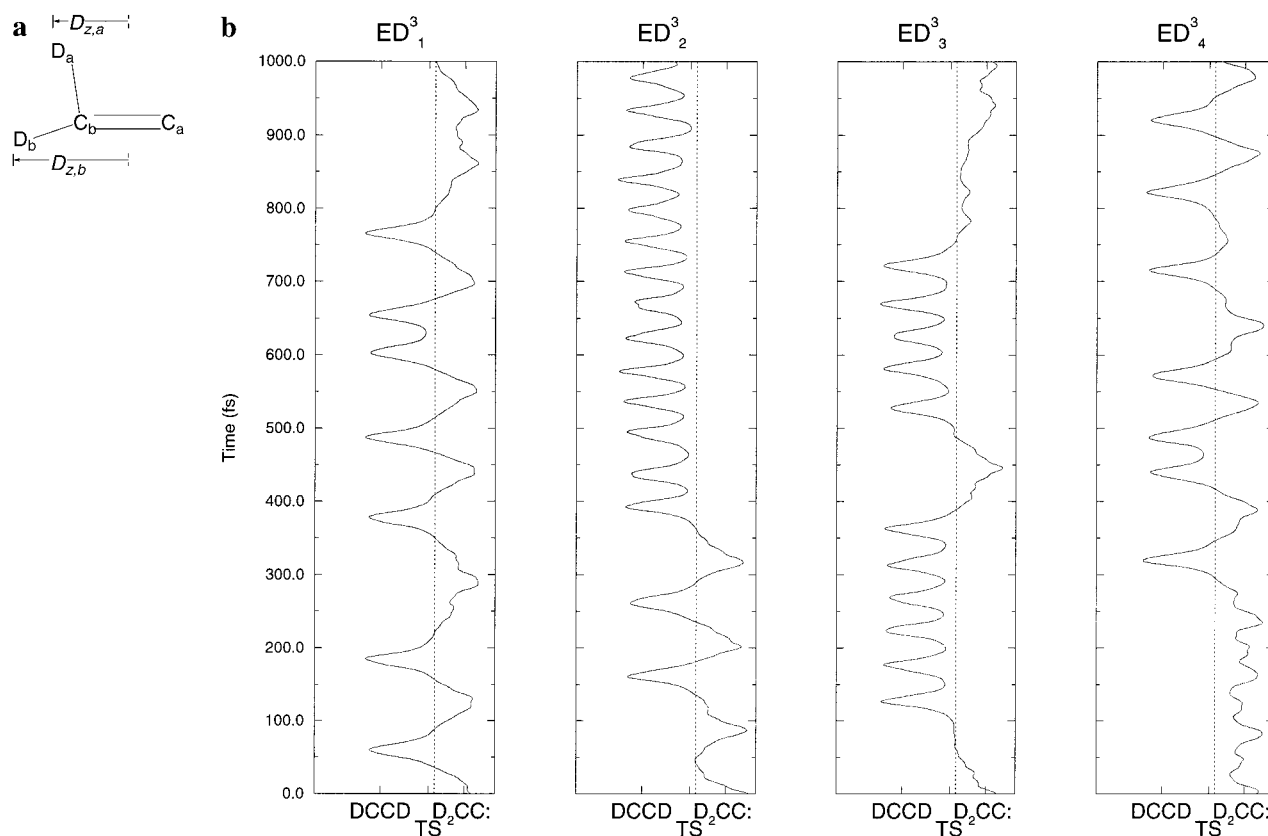 a
D_{z,a}
D_a
C_b
C_a
D_b
D_{z,b}
b
ED^3_1
ED^3_2
ED^3_3
ED^3_4
1000.0
900.0
800.0
700.0
600.0
500.0
400.0
300.0
200.0
100.0
0.0
Time (fs)
DCCD D_2CC:
TS
DCCD D_2CC:
TS
DCCD D_2CC:
TS
DCCD D_2CC:
TS